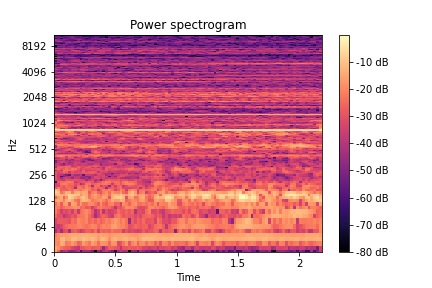 Power spectrogram
8192
4096
2048
1024
512
256
128
64
0
Hz
0
0.5
1
1.5
2
Time
-10 dB
-20 dB
-30 dB
-40 dB
-50 dB
-60 dB
-70 dB
-80 dB